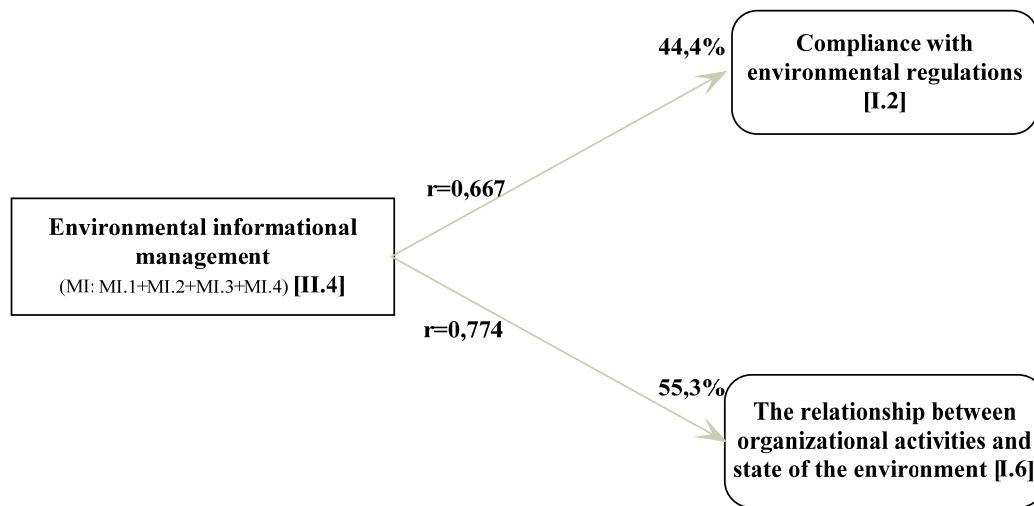 44,4%
Compliance with
environmental regulations
[I.2]
r=0,667
Environmental informational
management
(MI: MI.1+MI.2+MI.3+MI.4) [II.4]
r=0,774
55,3%
The relationship between
organizational activities and
state of the environment [I.6]